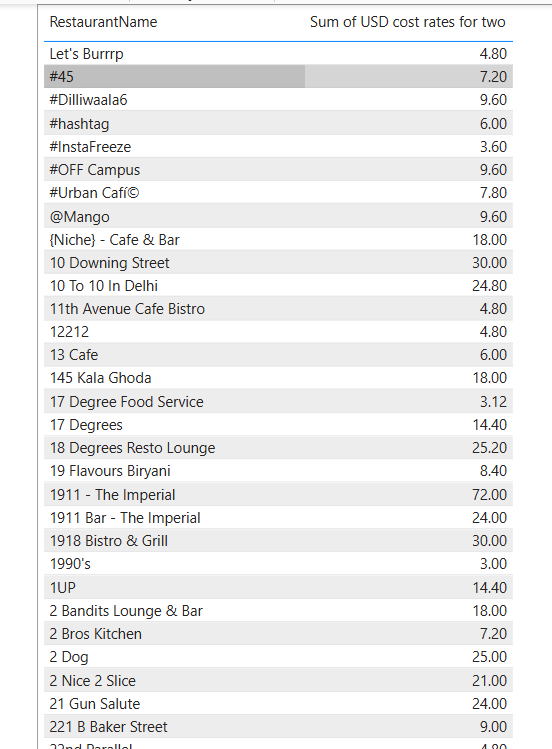 RestaurantName Sum of USD cost rates for two
Let's Burrrp 4.80
#45 7.20
#Dilliwaala6 9.60
#hashtag 6.00
#InstaFreeze 3.60
#OFF Campus 9.60
#Urban Cafí© 7.80
@Mango 9.60
{Niche} - Cafe & Bar 18.00
10 Downing Street 30.00
10 To 10 In Delhi 24.80
11th Avenue Cafe Bistro 4.80
12212 4.80
13 Cafe 6.00
145 Kala Ghoda 18.00
17 Degree Food Service 3.12
17 Degrees 14.40
18 Degrees Resto Lounge 25.20
19 Flavours Biryani 8.40
1911 - The Imperial 72.00
1911 Bar - The Imperial 24.00
1918 Bistro & Grill 30.00
1990's 3.00
1UP 14.40
2 Bandits Lounge & Bar 18.00
2 Bros Kitchen 7.20
2 Dog 25.00
2 Nice 2 Slice 21.00
21 Gun Salute 24.00
221 B Baker Street 9.00
22nd Parallel 4.80